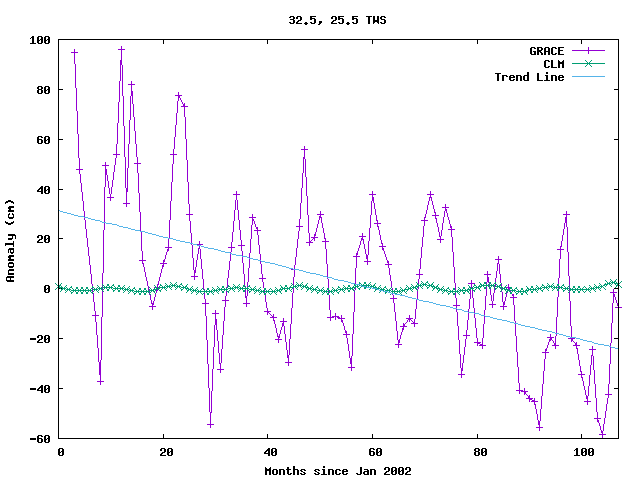 32.5, 25.5 TWS
GRACE
CLM
Trend Line
100
80
60
40
20
0
-20
-40
-60
Anomaly (cm)
0 20 40 60 80 100
Months since Jan 2002